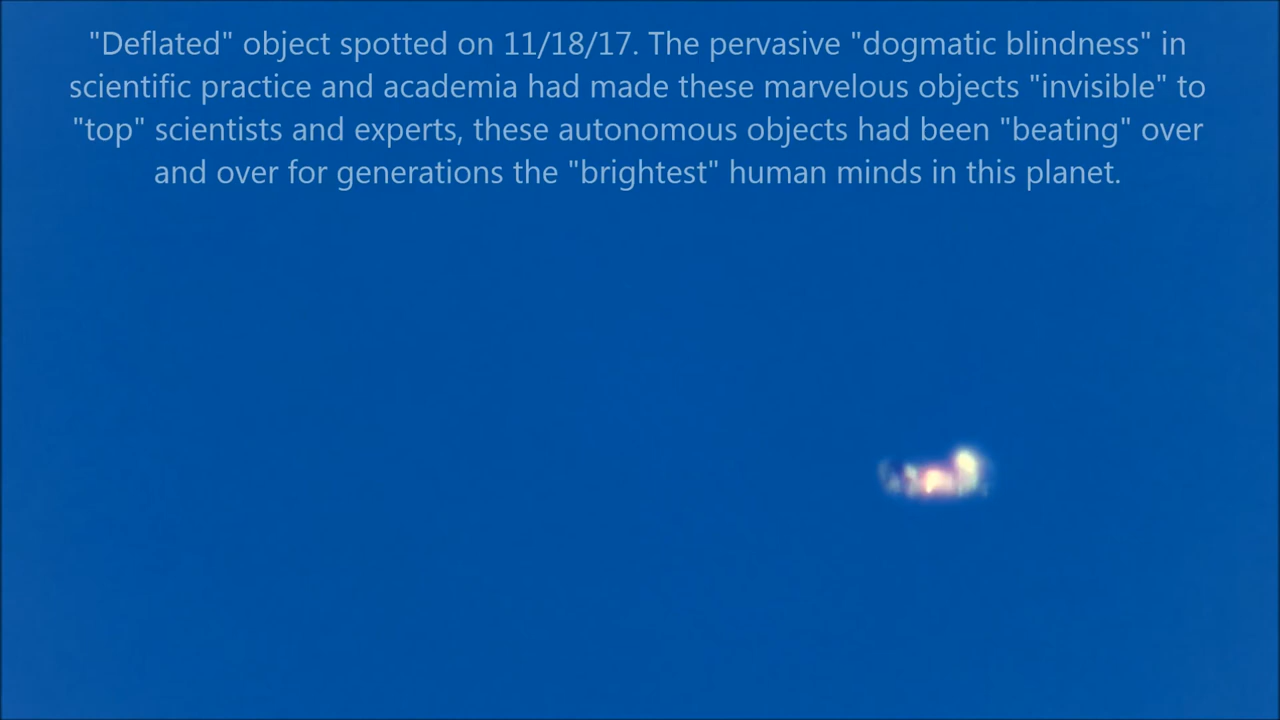 "Deflated" object spotted on 11/18/17. The pervasive "dogmatic blindness" in
scientific practice and academia had made these marvelous objects "invisible" to
"top" scientists and experts, these autonomous objects had been "beating" over
and over for generations the "brightest" human minds in this planet.